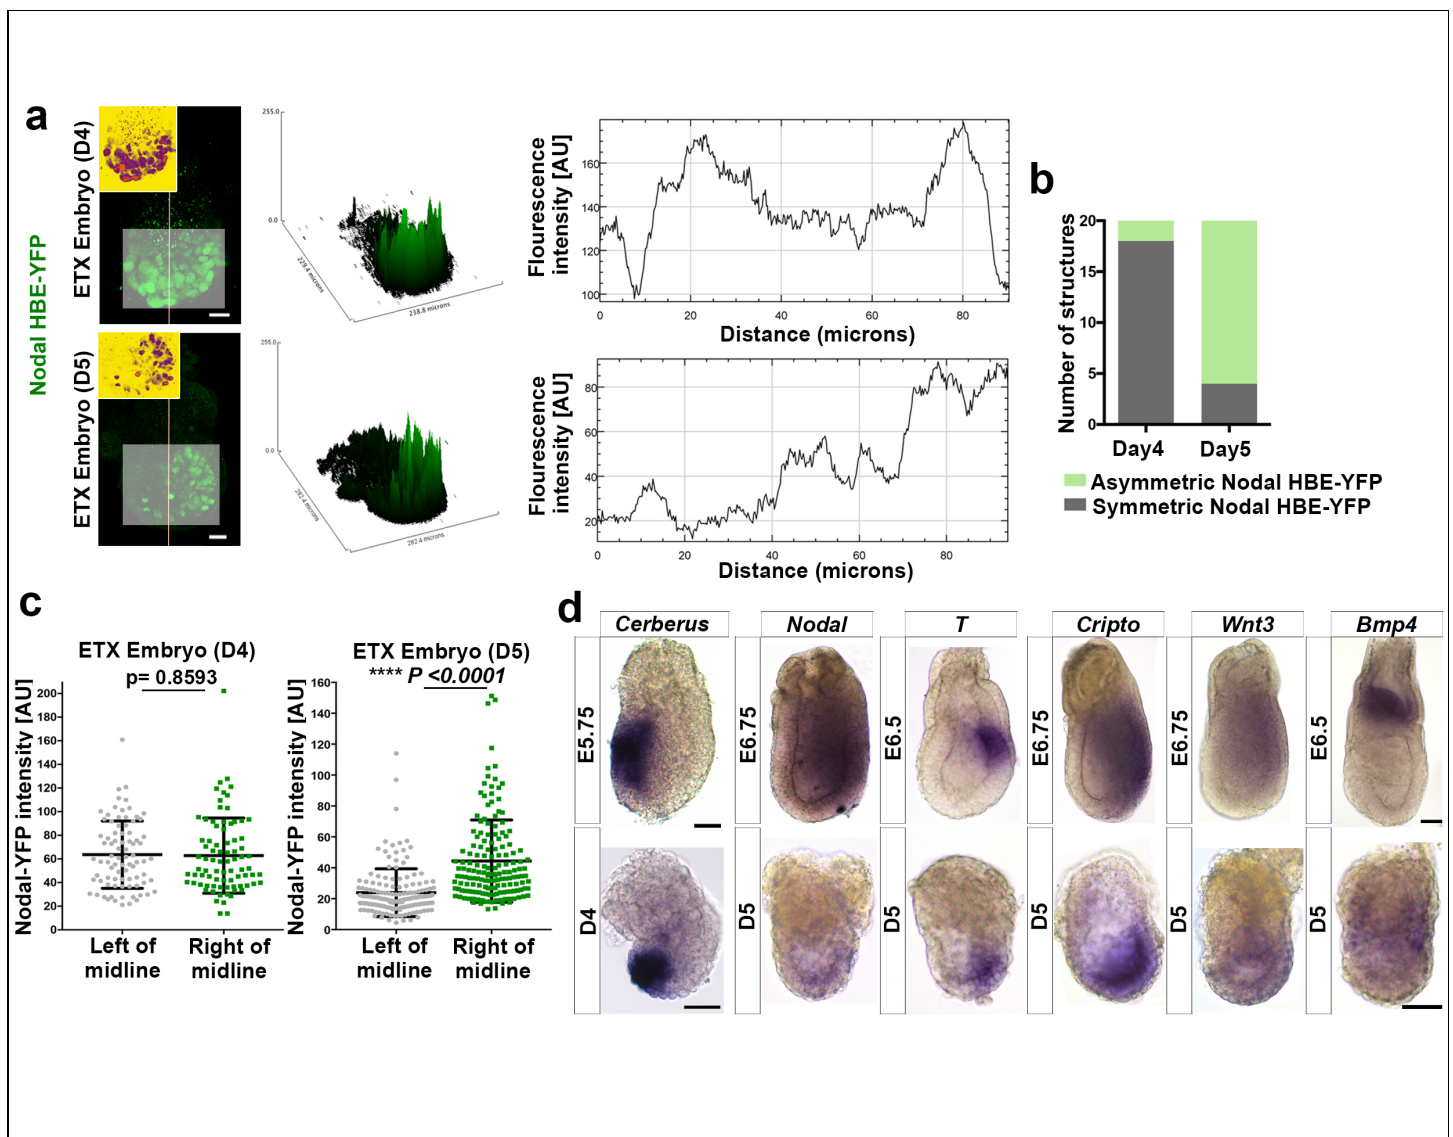 a
Nodal HBE-YFP
ETX Embryo (D4)
255.0
0.0
229.4 microns
238.8 microns
Flourescence
intensity [AU]
160
140
120
100
0 20 40 60 80
Distance (microns)
ETX Embryo (D5)
255.0
0.0
282.4 microns
282.4 microns
Flourescence
intensity [AU]
80
60
40
20
0 20 40 60 80
Distance (microns)
b
Number of structures
20
15
10
5
0
Day4 Day5
Asymmetric Nodal HBE-YFP
Symmetric Nodal HBE-YFP
c
ETX Embryo (D4)
p= 0.8593
Nodal-YFP intensity [AU]
200
180
160
140
120
100
80
60
40
20
0
Left of
midline
Right of
midline
ETX Embryo (D5)
**** P <0.0001
Nodal-YFP intensity [AU]
160
140
120
100
80
60
40
20
0
Left of
midline
Right of
midline
d
Cerberus Nodal T Cripto Wnt3 Bmp4
E5.75 E6.75 E6.5 E6.75 E6.75 E6.5
D4 D5 D5 D5 D5 D5